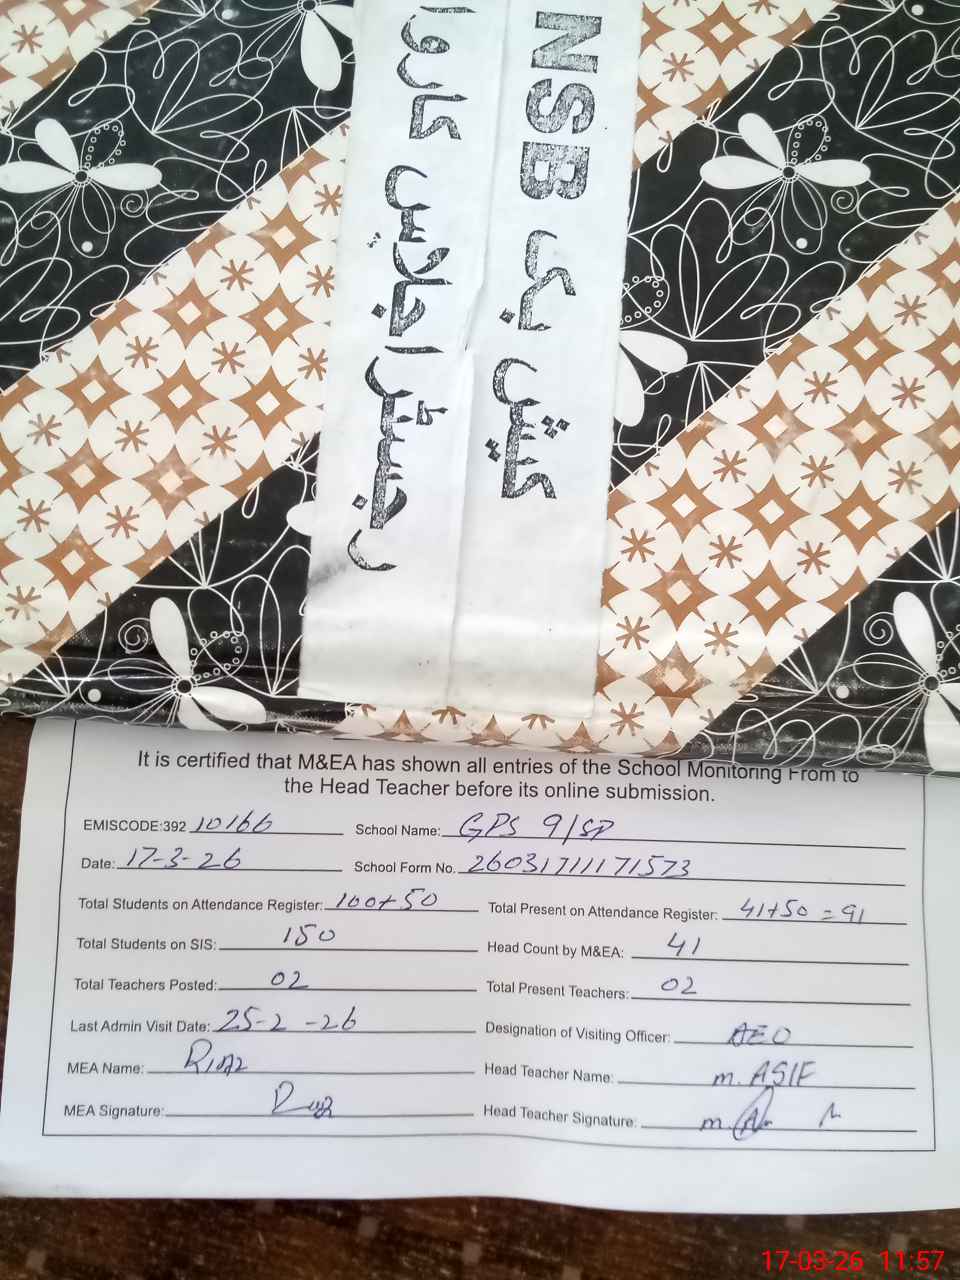 NSB کی کمیٹی
رجسٹر اجلاس کاروا
It is certified that M&EA has shown all entries of the School Monitoring From to
the Head Teacher before its online submission.
EMISCODE:392 10166 School Name: GPS 9/SP
Date: 17-3-26 School Form No. 26031711171573
Total Students on Attendance Register: 100+50 Total Present on Attendance Register: 41+50 = 91
Total Students on SIS: 150 Head Count by M&EA: 41
Total Teachers Posted: 02 Total Present Teachers: 02
Last Admin Visit Date: 25-2-26 Designation of Visiting Officer: AEO
MEA Name: Riaz Head Teacher Name: m. ASIF
MEA Signature: Head Teacher Signature:
17-03-26 11:57